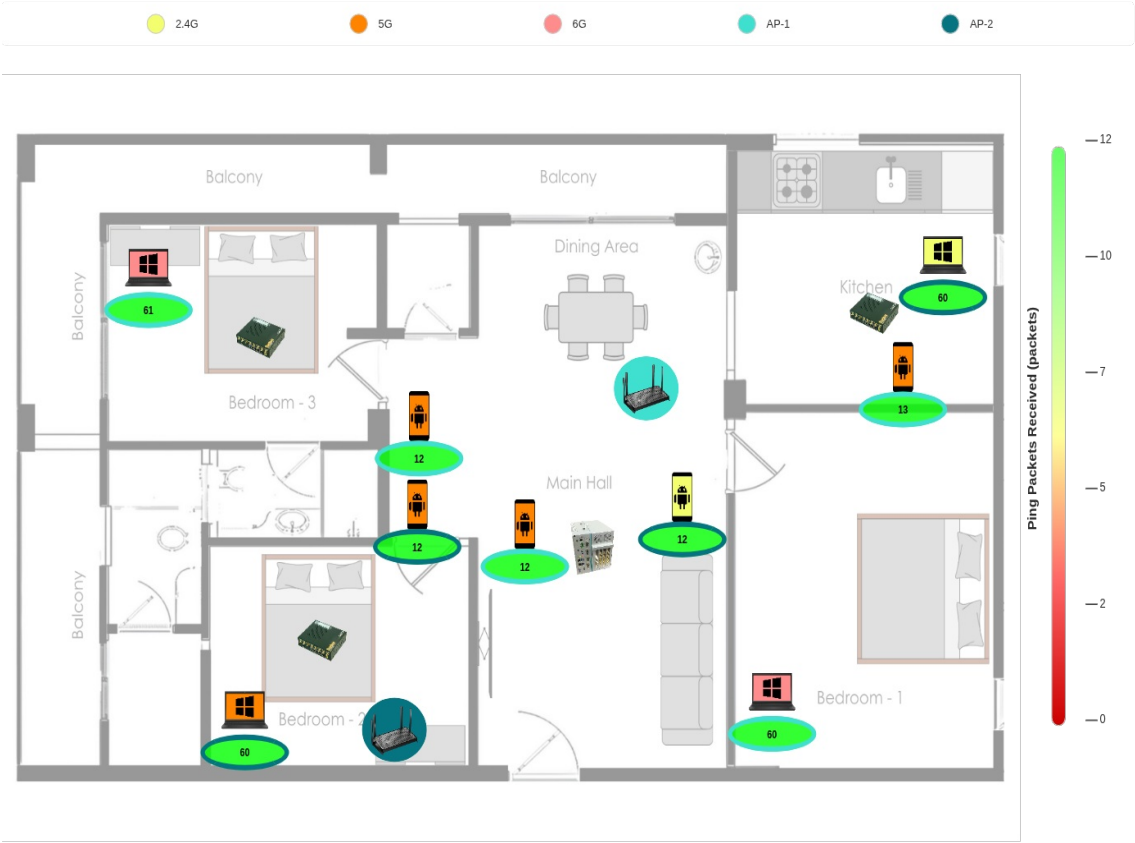 2.4G
5G
6G
AP-1
AP-2
Balcony
Balcony
Dining Area
Kitchen
60
61
Balcony
Bedroom - 3
13
12
12
Main Hall
12
12
Balcony
Bedroom - 2
60
Bedroom - 1
60
12
10
7
5
2
0
Ping Packets Received (packets)